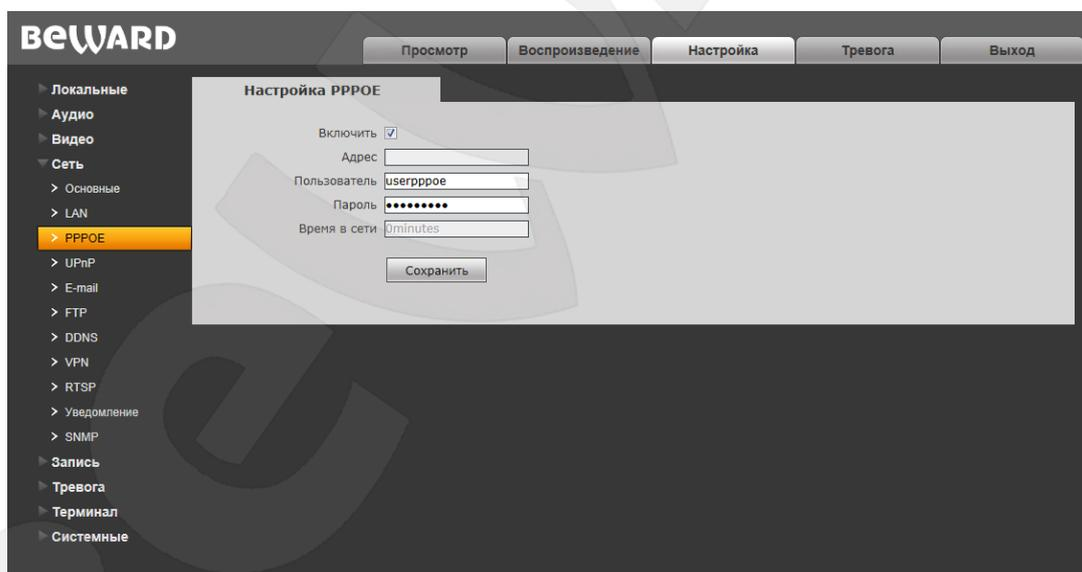 BEWARD
Просмотр Воспроизведение Настройка Тревога Выход
Локальные
Аудио
Видео
Сеть
> Основные
> LAN
> PPPOE
> UPnP
> E-mail
> FTP
> DDNS
> VPN
> RTSP
> Уведомление
> SNMP
Запись
Тревога
Терминал
Системные
Настройка PPPOE
Включить
Адрес
Пользователь userpppoe
Пароль •••••••••
Время в сети 0minutes
Сохранить